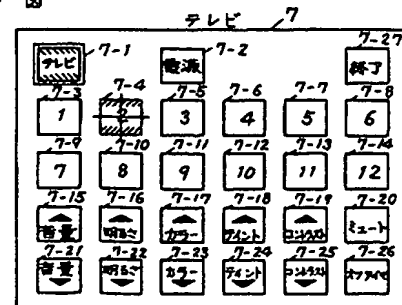 図
テレビ 7
テレビ 7-1 電源 7-2 終了 7-27
7-3 7-4 7-5 7-6 7-7 7-8
1 2 3 4 5 6
7-9 7-10 7-11 7-12 7-13 7-14
7 8 9 10 11 12
7-15 7-16 7-17 7-18 7-19 7-20
音量 明るさ カラー ティント コントラスト ミュート
7-21 7-22 7-23 7-24 7-25 7-26
音量 明るさ カラー ティント コントラスト オフタイマ